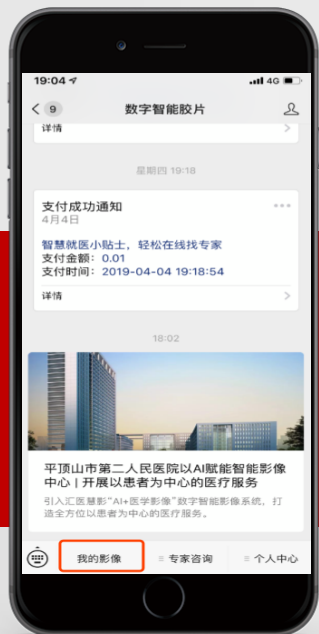 19:04
4G
9
数字智能胶片
详情
星期四 19:18
支付成功通知
4月4日
智慧就医小贴士，轻松在线找专家
支付金额：0.01
支付时间：2019-04-04 19:18:54
详情
18:02
平顶山市第二人民医院以AI赋能智能影像
中心 | 开展以患者为中心的医疗服务
引入汇医慧影“AI+医学影像”数字智能影像系统，打
造全方位以患者为中心的医疗服务。
我的影像
专家咨询
个人中心